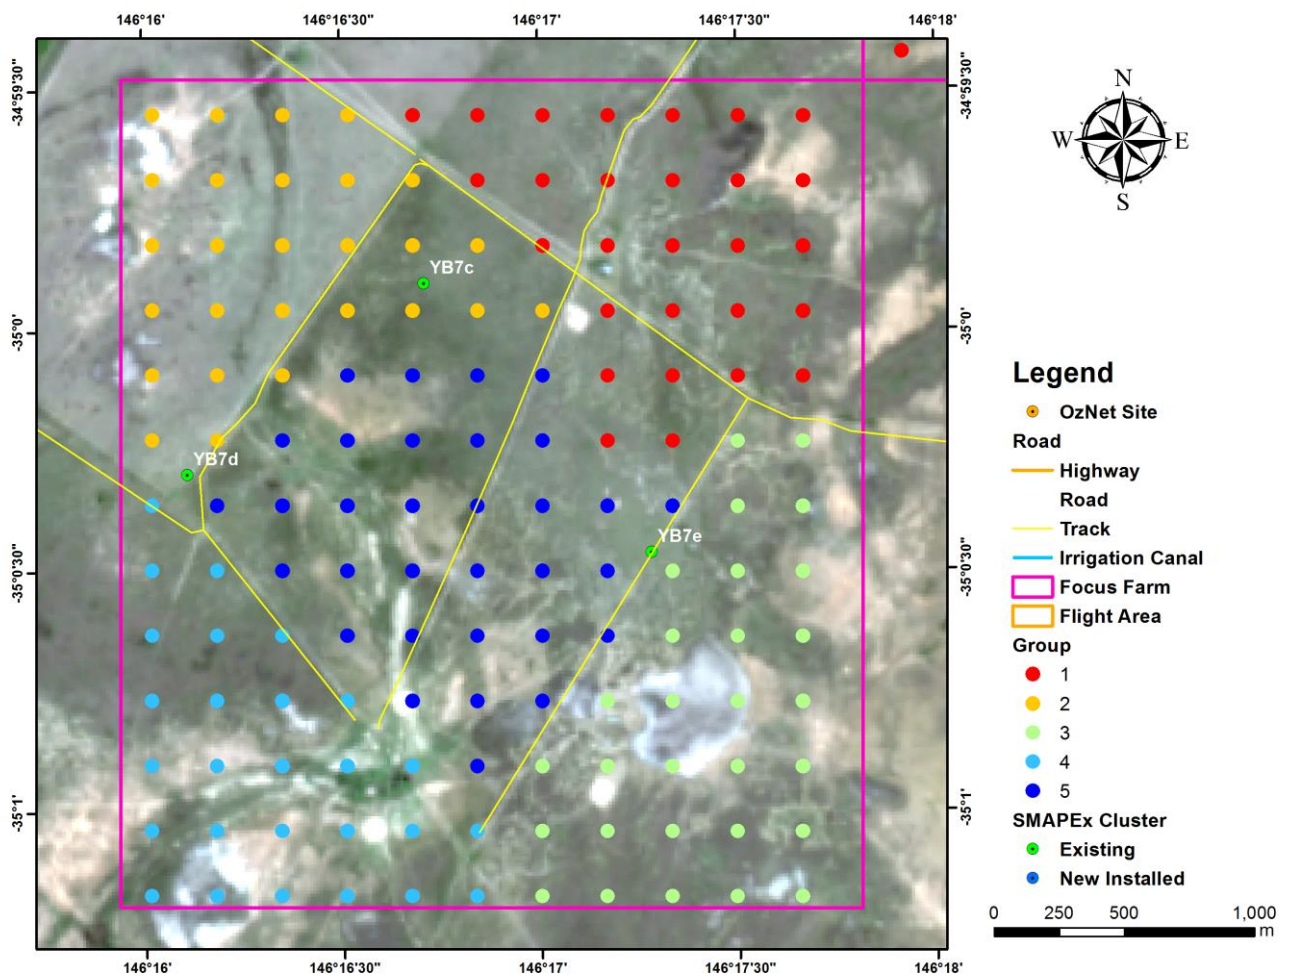 146°16' 146°16'30" 146°17' 146°17'30" 146°18'
-34°59'30" -34°59'30"
N
W E
S
YB7c
-35°0' -35°0'
Legend
OzNet Site
Road
YB7d
Highway
Road
YB7e
Track
Irrigation Canal
-35°0'30" -35°0'30"
Focus Farm
Flight Area
Group
1
2
3
4
5
-35°1' -35°1'
SMAPEx Cluster
Existing
New Installed
0 250 500 1,000
m
146°16' 146°16'30" 146°17' 146°17'30" 146°18'